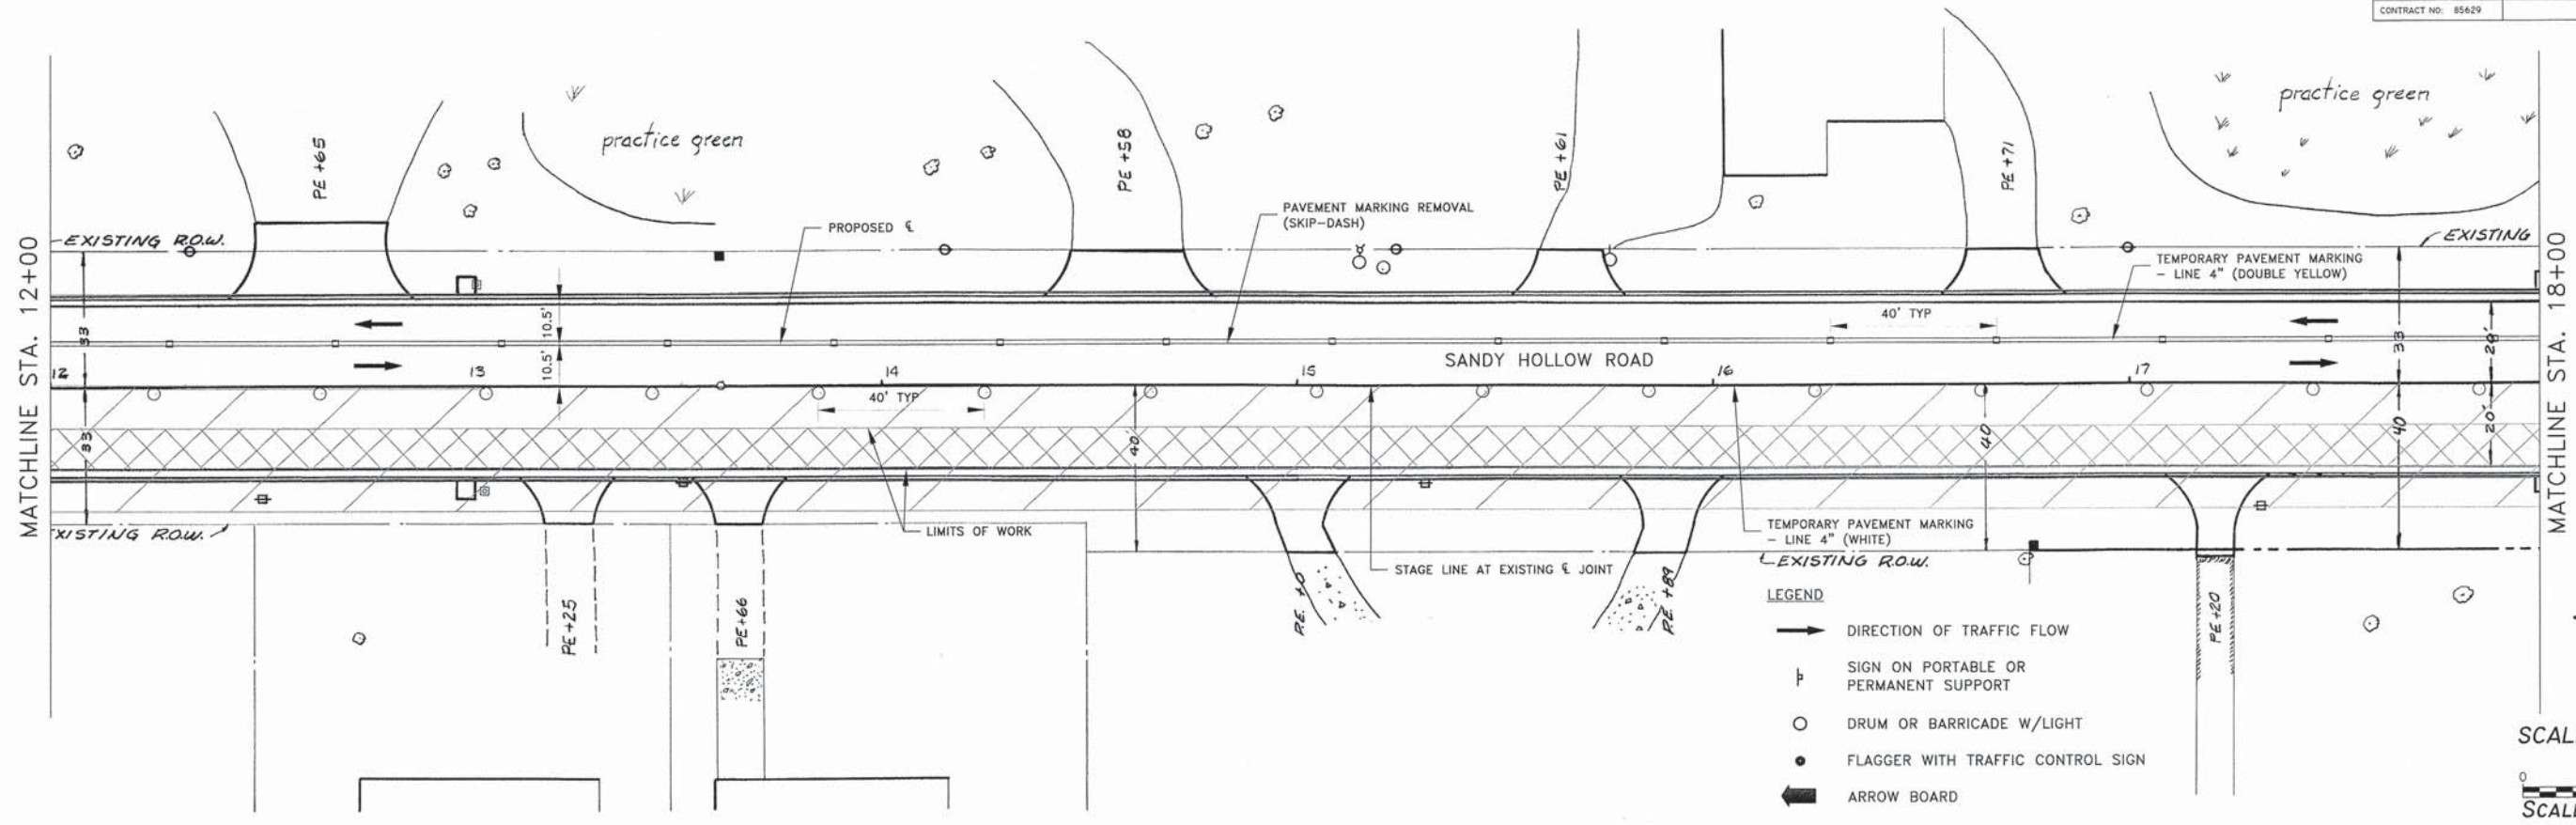 CONTRACT NO: 85629
practice green
practice green
PE +65
PE +58
PE +61
PE +71
PAVEMENT MARKING REMOVAL
(SKIP-DASH)
PROPOSED ℄
EXISTING R.O.W.
EXISTING
TEMPORARY PAVEMENT MARKING
- LINE 4" (DOUBLE YELLOW)
MATCHLINE STA. 12+00
MATCHLINE STA. 18+00
33
10.5'
10.5'
40' TYP
33
20'
SANDY HOLLOW ROAD
12
13
14
15
16
17
40' TYP
33
40'
40
40
20'
EXISTING R.O.W.
LIMITS OF WORK
TEMPORARY PAVEMENT MARKING
- LINE 4" (WHITE)
STAGE LINE AT EXISTING ℄ JOINT
EXISTING R.O.W.
PE+25
PE+66
P.E. +0
P.E. +89
PE+20
LEGEND
DIRECTION OF TRAFFIC FLOW
SIGN ON PORTABLE OR
PERMANENT SUPPORT
DRUM OR BARRICADE W/LIGHT
FLAGGER WITH TRAFFIC CONTROL SIGN
ARROW BOARD
SCAL
0
SCAL